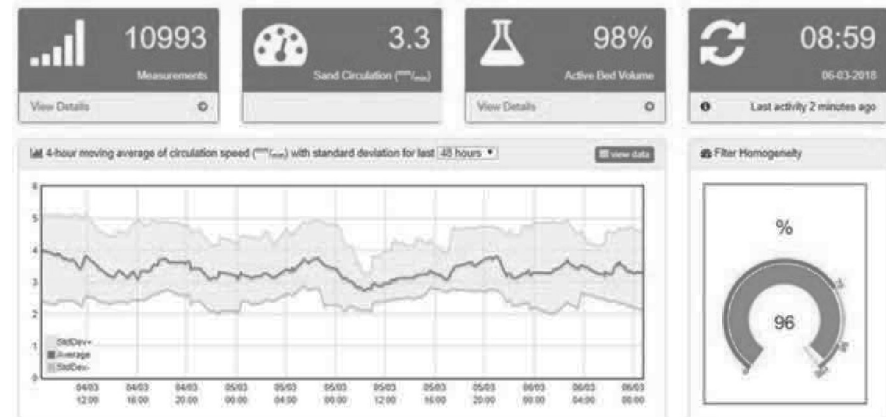 10993
Measurements
View Details
3.3
Sand Circulation (mm/min)
98%
Active Bed Volume
View Details
08:59
06-03-2018
Last activity 2 minutes ago
4-hour moving average of circulation speed (mm/min) with standard deviation for last 48 hours
view data
Filter Homogeneity
6
5
4
3
2
1
0
StdDev+
Average
StdDev-
04/03 04/03 04/03 05/03 05/03 05/03 05/03 05/03 05/03 06/03 06/03 06/03
12:00 16:00 20:00 00:00 04:00 08:00 12:00 16:00 20:00 00:00 04:00 08:00
%
96